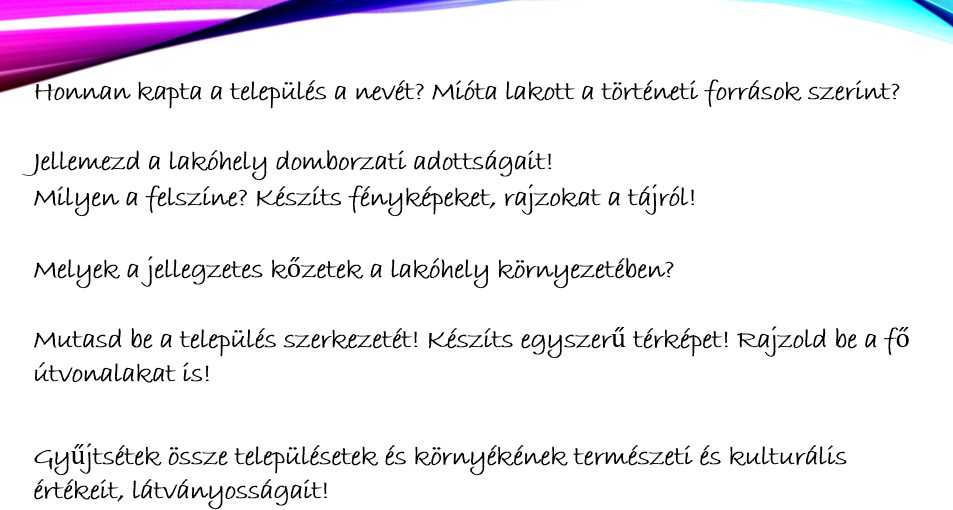 Honnan kapta a település a nevét? Mióta lakott a történeti források szerint?
Jellemezd a lakóhely domborzati adottságait!
Milyen a felszíne? Készíts fényképeket, rajzokat a tájról!
Melyek a jellegzetes kőzetek a lakóhely környezetében?
Mutasd be a település szerkezetét! Készíts egyszerű térképet! Rajzold be a fő
útvonalakat is!
Gyűjtsétek össze településetek és környékének természeti és kulturális
értékeit, látványosságait!